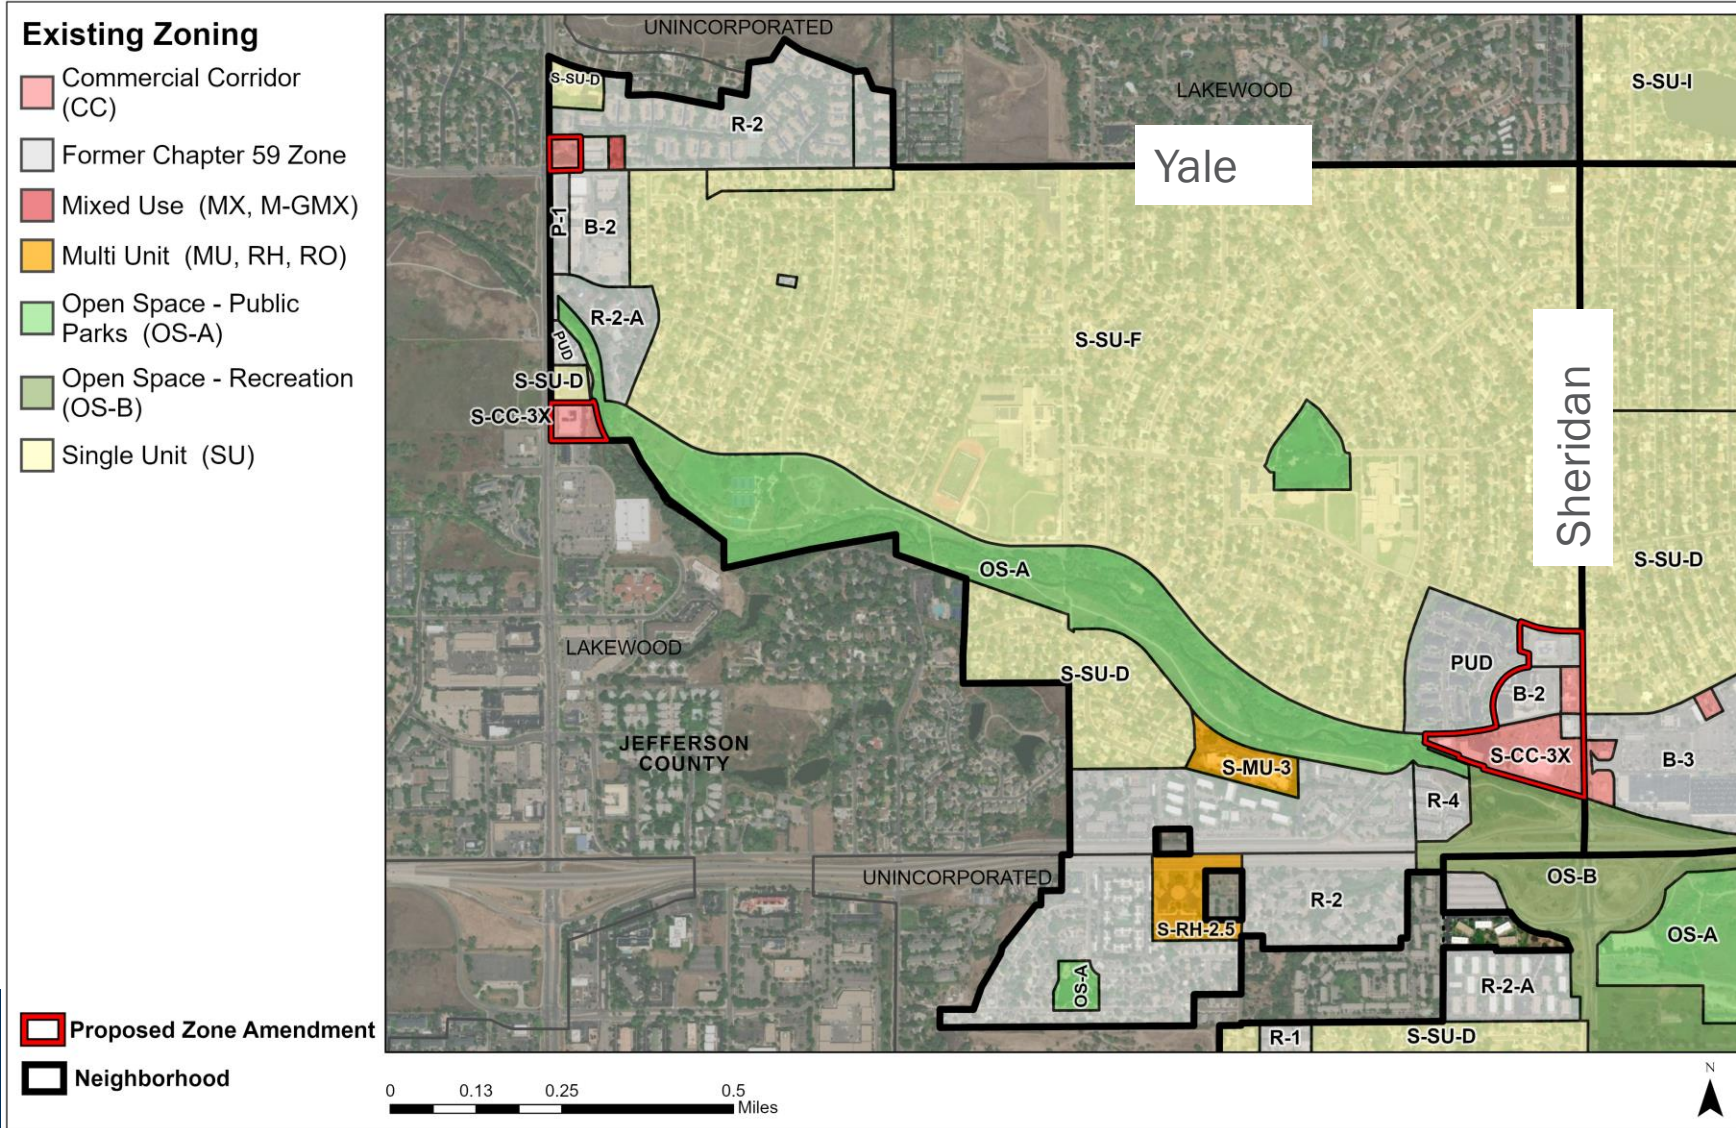 Existing Zoning
Commercial Corridor
(CC)
Former Chapter 59 Zone
Mixed Use (MX, M-GMX)
Multi Unit (MU, RH, RO)
Open Space - Public
Parks (OS-A)
Open Space - Recreation
(OS-B)
Single Unit (SU)
Proposed Zone Amendment
Neighborhood
UNINCORPORATED
S-SU-D
R-2
LAKEWOOD
S-SU-I
Yale
P-1
B-2
R-2-A
PUD
S-SU-D
S-CC-3X
S-SU-F
Sheridan
S-SU-D
OS-A
LAKEWOOD
S-SU-D
PUD
B-2
S-CC-3X
B-3
JEFFERSON
COUNTY
S-MU-3
R-4
UNINCORPORATED
OS-B
R-2
S-RH-2.5
OS-A
OS-A
R-2-A
R-1
S-SU-D
0 0.13 0.25 0.5
Miles
N